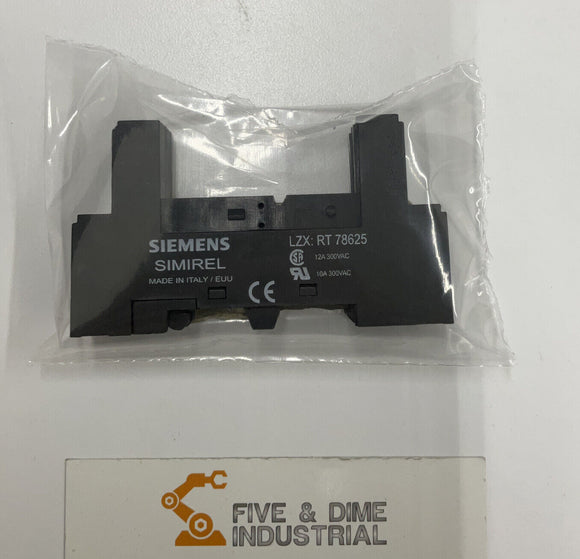 SIEMENS
SIMIREL
MADE IN ITALY / EUU
LZX: RT 78625
12A 300VAC
10A 300VAC
CE
FIVE & DIME
INDUSTRIAL